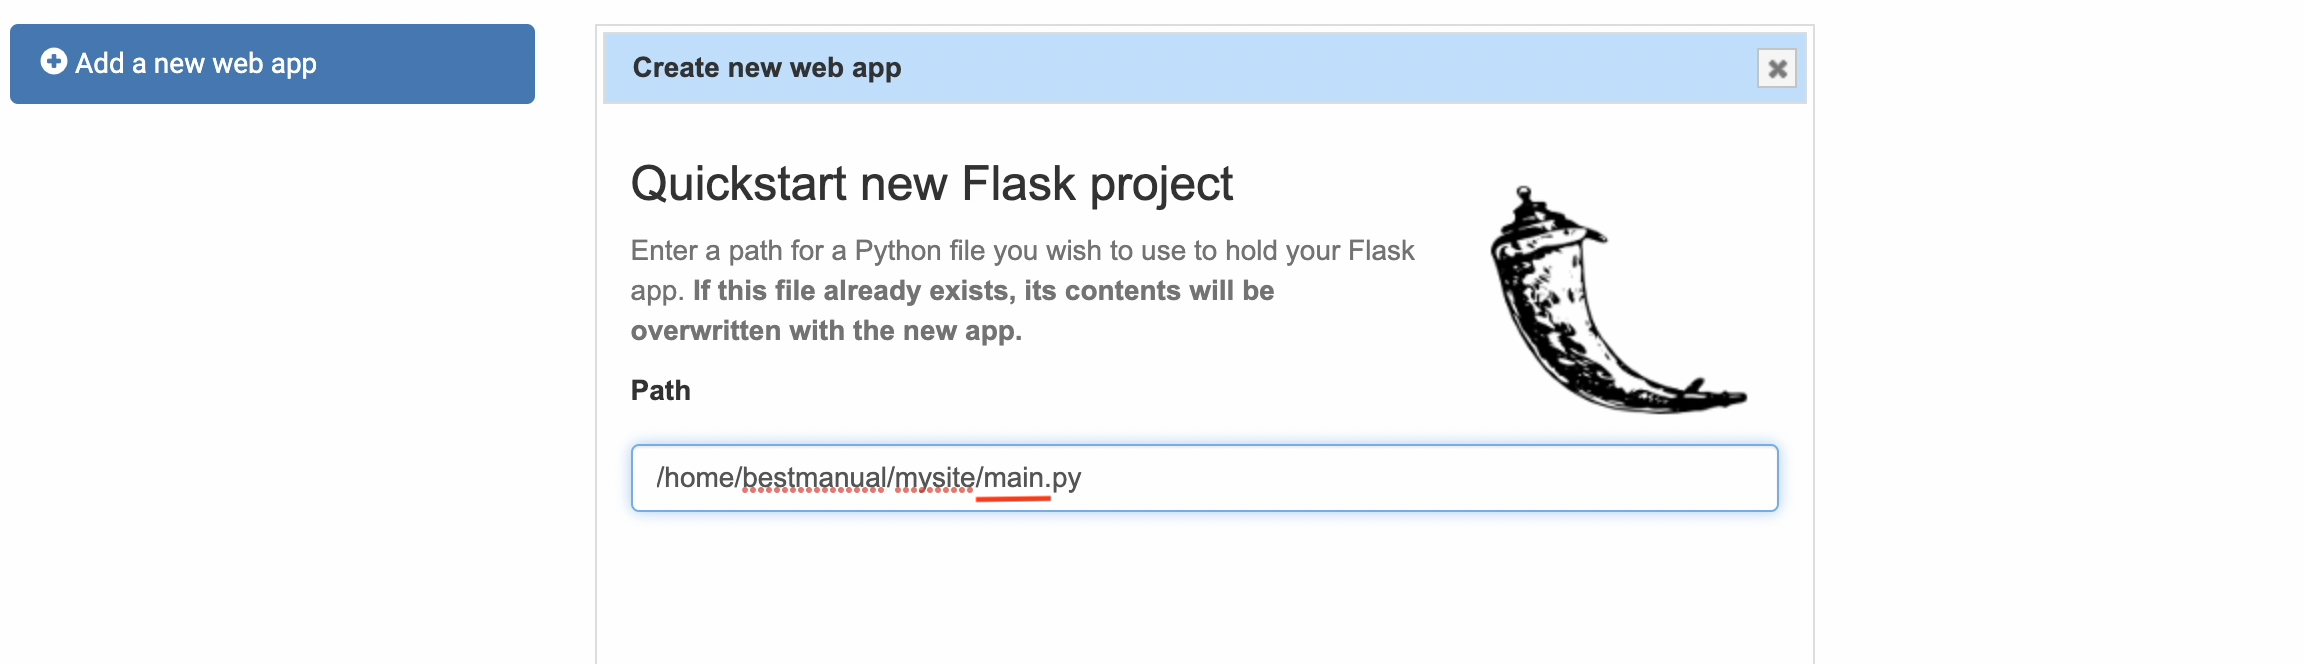 Add a new web app
Create new web app
Quickstart new Flask project
Enter a path for a Python file you wish to use to hold your Flask
app. If this file already exists, its contents will be
overwritten with the new app.
Path
/home/bestmanual/mysite/main.py